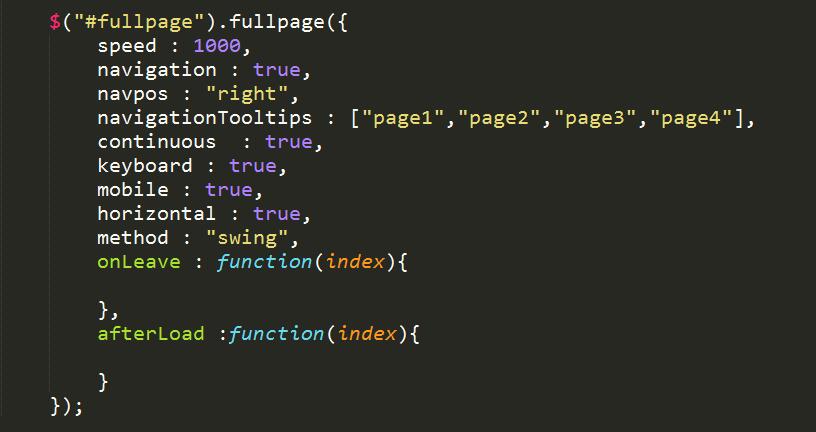 $("#fullpage").fullpage({
speed : 1000,
navigation : true,
navpos : "right",
navigationTooltips : ["page1","page2","page3","page4"],
continuous  : true,
keyboard : true,
mobile : true,
horizontal : true,
method : "swing",
onLeave : function(index){
},
afterLoad :function(index){
}
});